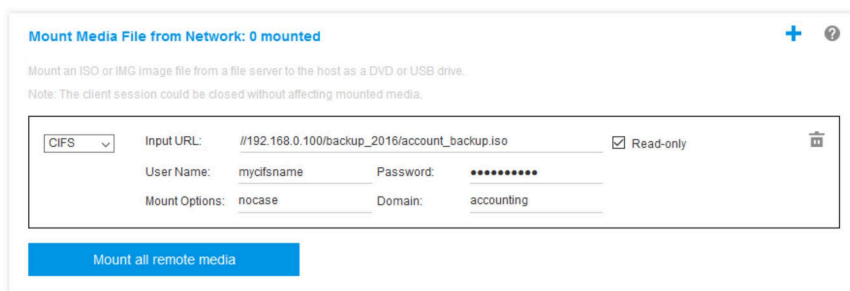 Mount Media File from Network: 0 mounted
Mount an ISO or IMG image file from a file server to the host as a DVD or USB drive.
Note: The client session could be closed without affecting mounted media.
CIFS Input URL: //192.168.0.100/backup_2016/account_backup.iso Read-only
User Name: mycifsname Password: ●●●●●●●●●●
Mount Options: nocase Domain: accounting
Mount all remote media